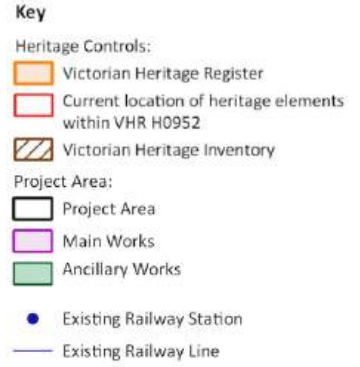 Key
Heritage Controls:
Victorian Heritage Register
Current location of heritage elements
within VHR H0952
Victorian Heritage Inventory
Project Area:
Project Area
Main Works
Ancillary Works
Existing Railway Station
Existing Railway Line